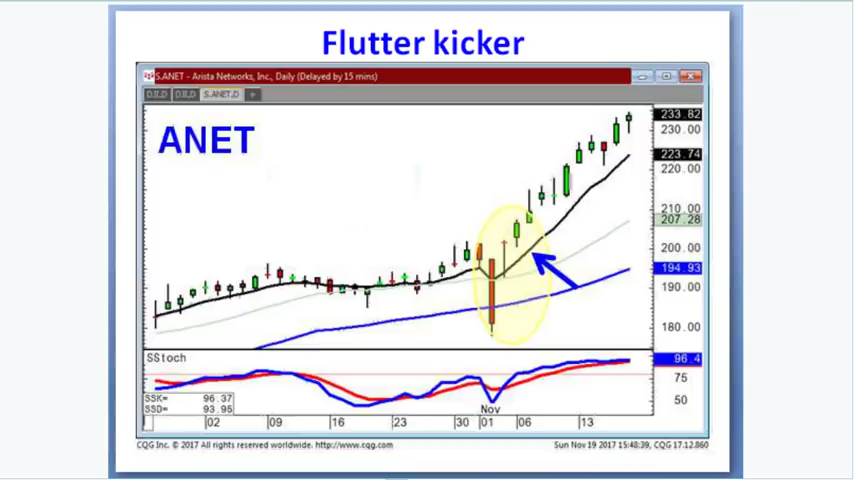 Flutter kicker
S.ANET - Arista Networks, Inc., Daily (Delayed by 15 mins)
S.ANET,D
+
ANET
233.82
230.00
223.74
220.00
210.00
207.28
200.00
194.93
190.00
180.00
SStoch
96.4
75
50
SSK= 96.37
SSD= 93.95
Nov
02 09 16 23 30 01 06 13
CQG Inc. © 2017 All rights reserved worldwide. http://www.cqg.com
Sun Nov 19 2017 15:48:39, CQG 17.12.860